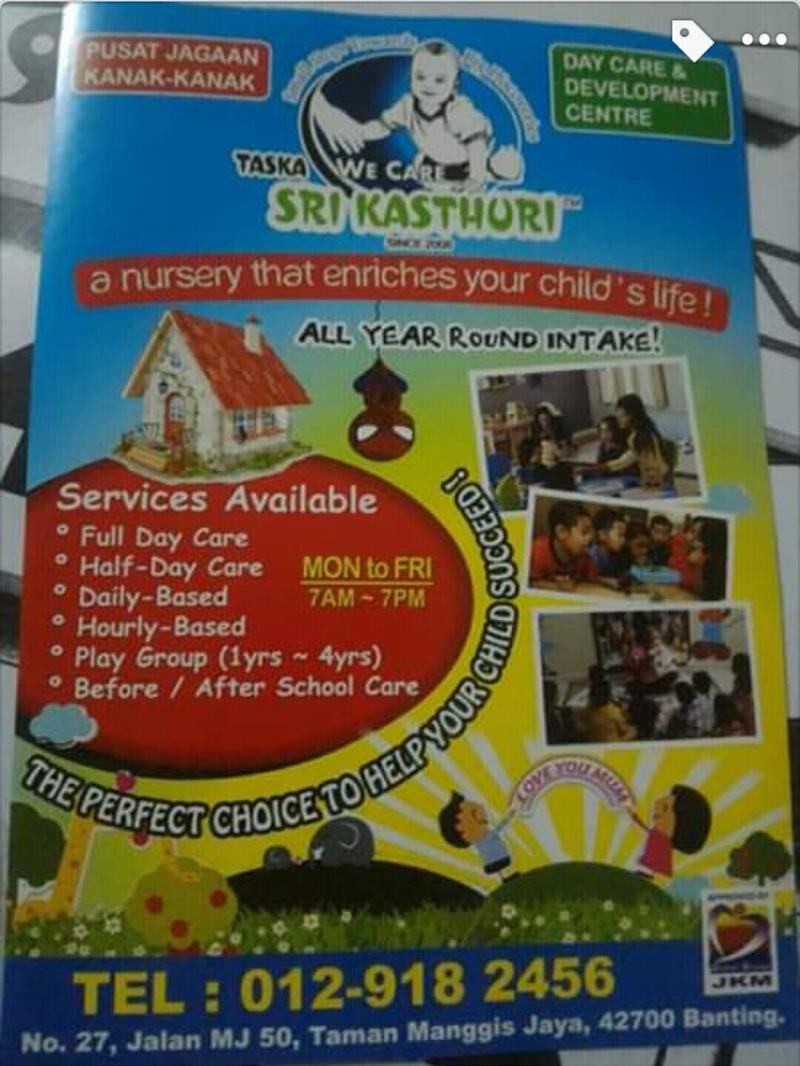 PUSAT JAGAAN
KANAK-KANAK
DAY CARE &
DEVELOPMENT
CENTRE
TASKA
WE CARE
SRI KASTHURI™
SINCE 2008
a nursery that enriches your child's life!
ALL YEAR ROUND INTAKE!
Services Available
° Full Day Care
° Half-Day Care
° Daily-Based
° Hourly-Based
° Play Group (1yrs ~ 4yrs)
° Before / After School Care
MON to FRI
7AM ~ 7PM
THE PERFECT CHOICE TO HELP YOUR CHILD SUCCEED!
LOVE YOU MUM
APPROVED BY
JKM
TEL : 012-918 2456
No. 27, Jalan MJ 50, Taman Manggis Jaya, 42700 Banting.